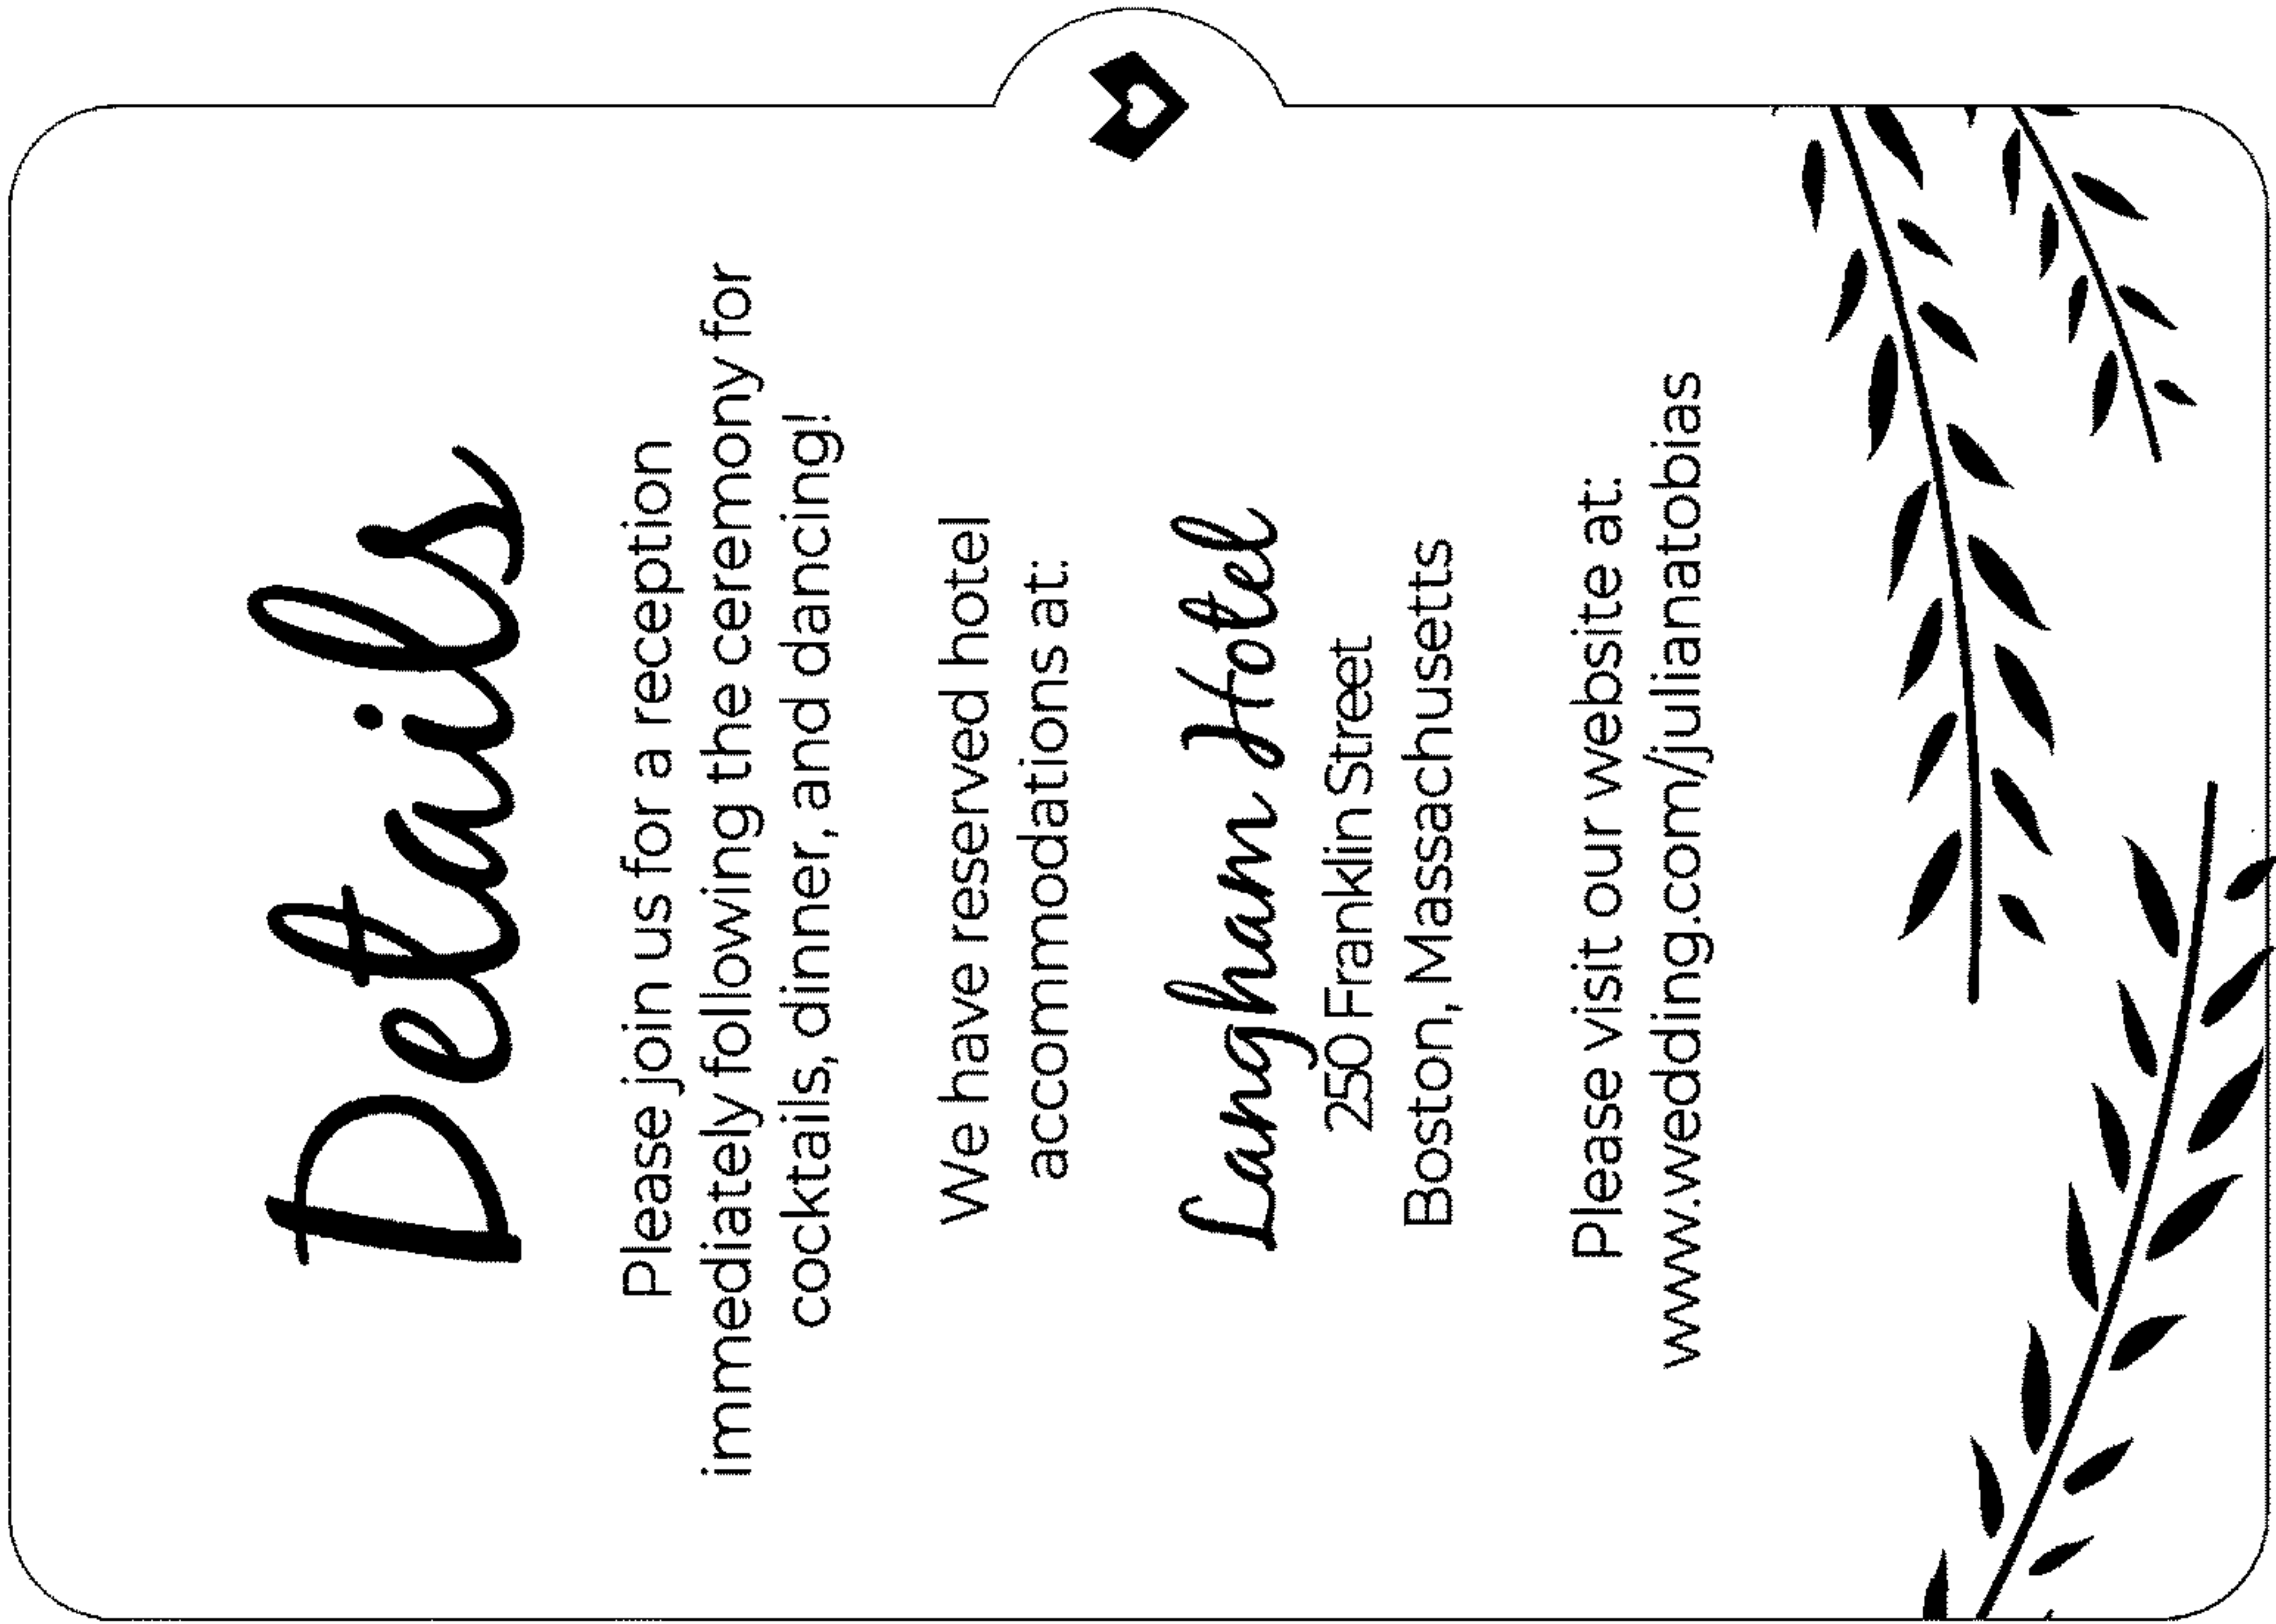 Details
Please join us for a reception
immediately following the ceremony for
cocktails, dinner, and dancing!
We have reserved hotel
accommodations at:
Langham Hotel
250 Franklin Street
Boston, Massachusetts
Please visit our website at:
www.wedding.com/julianatobias